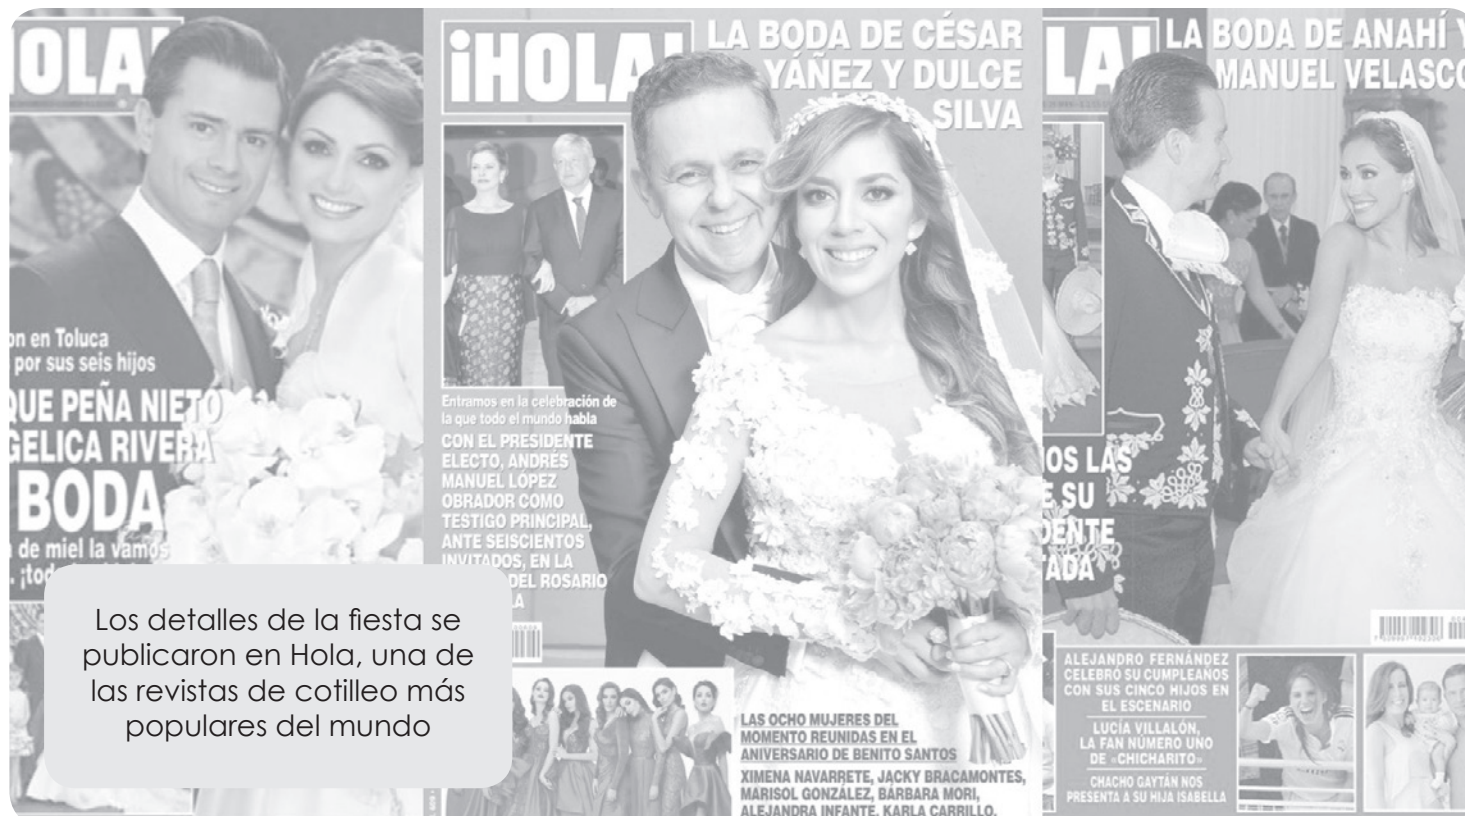 ¡HOLA!
on en Toluca
por sus seis hijos
QUE PEÑA NIETO
GELICA RIVERA
BODA
de miel la vamos
Los detalles de la fiesta se
publicaron en Hola, una de
las revistas de cotilleo más
populares del mundo
¡HOLA!
LA BODA DE CÉSAR
YÁÑEZ Y DULCE
SILVA
Entramos en la celebración de
la que todo el mundo habla
CON EL PRESIDENTE
ELECTO, ANDRÉS
MANUEL LÓPEZ
OBRADOR COMO
TESTIGO PRINCIPAL,
ANTE SEISCIENTOS
INVITADOS, EN LA
DEL ROSARIO
LAS OCHO MUJERES DEL
MOMENTO REUNIDAS EN EL
ANIVERSARIO DE BENITO SANTOS
XIMENA NAVARRETE, JACKY BRACAMONTES,
MARISOL GONZÁLEZ, BÁRBARA MORI,
ALEJANDRA INFANTE, KARLA CARRILLO,
LA!
LA BODA DE ANAHÍ Y
MANUEL VELASCO
OS LAS
E SU
DENTE
TADA
ALEJANDRO FERNÁNDEZ
CELEBRÓ SU CUMPLEAÑOS
CON SUS CINCO HIJOS EN
EL ESCENARIO
LUCÍA VILLALÓN,
LA FAN NÚMERO UNO
DE «CHICHARITO»
CHACHO GAYTÁN NOS
PRESENTA A SU HIJA ISABELLA